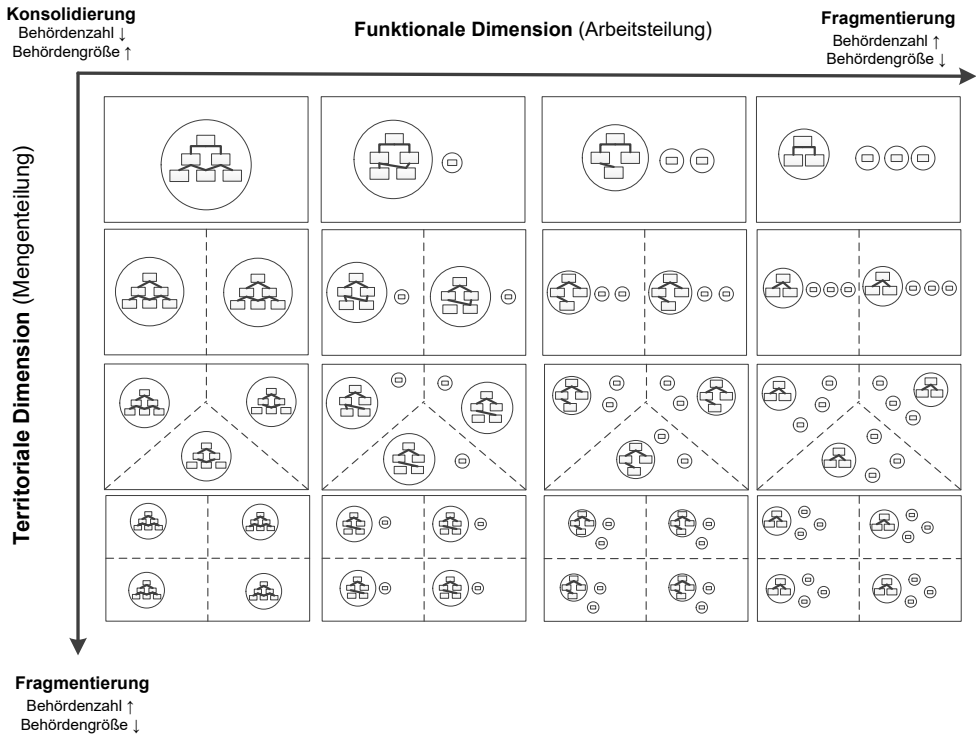 Konsolidierung
Behördenzahl ↓
Behördengröße ↑
Funktionale Dimension (Arbeitsteilung)
Fragmentierung
Behördenzahl ↑
Behördengröße ↓
Territoriale Dimension (Mengenteilung)
Fragmentierung
Behördenzahl ↑
Behördengröße ↓